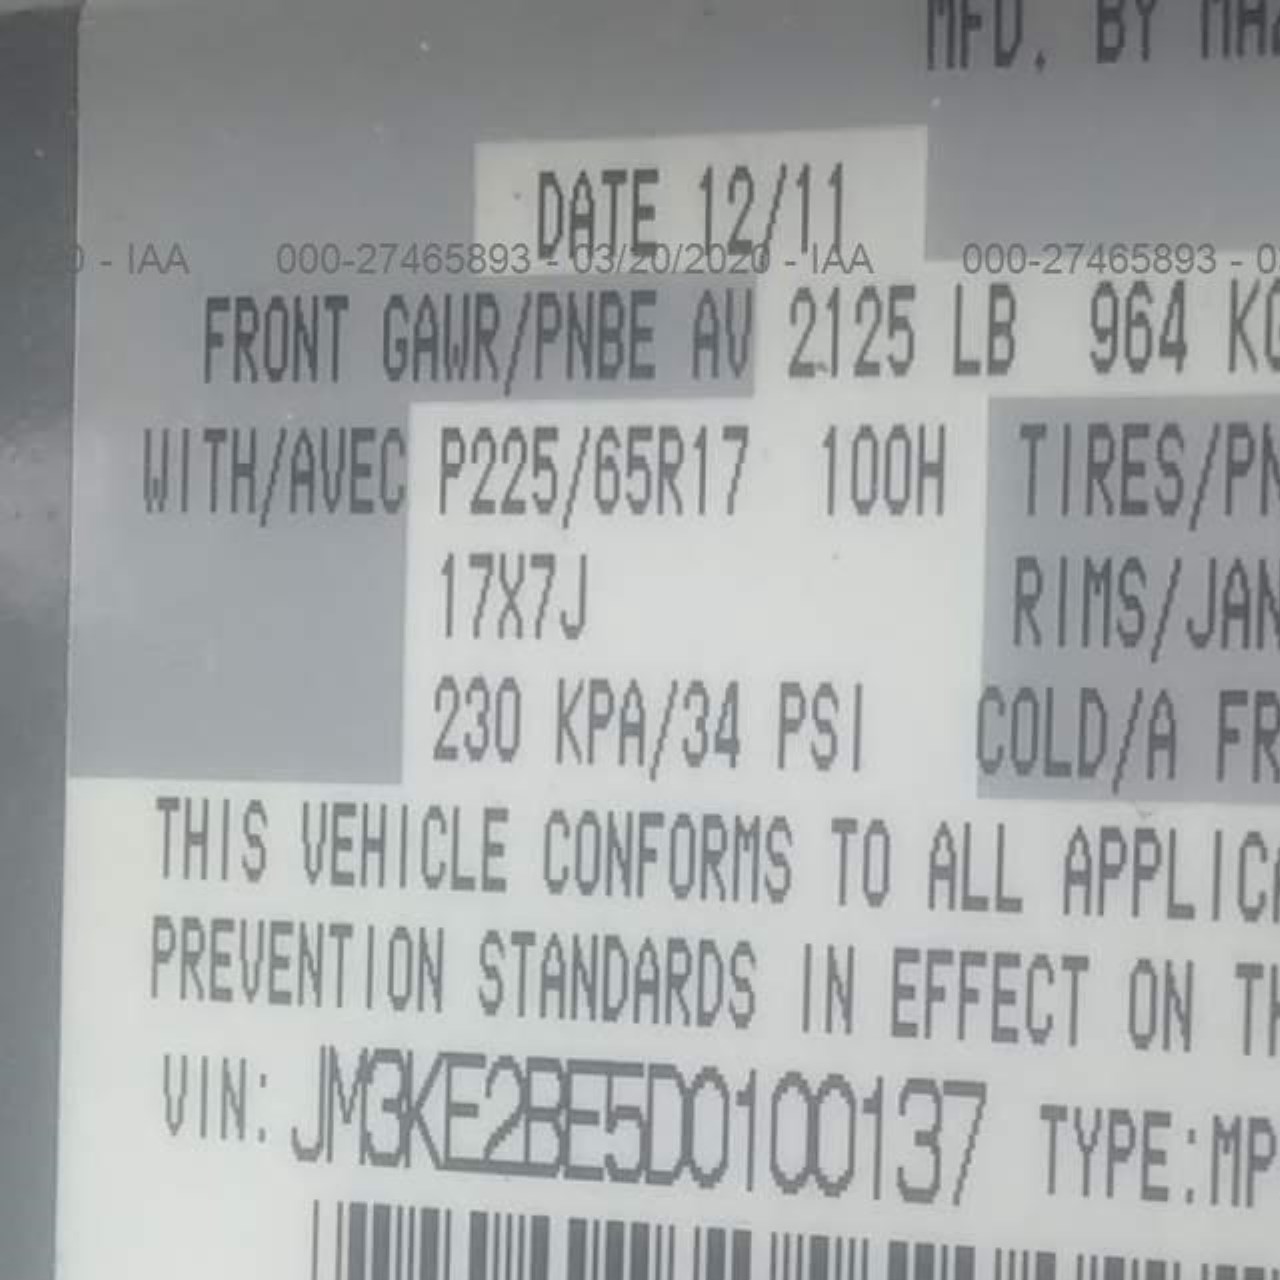 MFD. BY MA
DATE 12/11
0 - IAA 000-27465893 - 03/20/2020 - IAA 000-27465893 - 0
FRONT GAWR/PNBE AV 2125 LB 964 KG
WITH/AVEC P225/65R17 100H TIRES/PN
17X7J RIMS/JAN
230 KPA/34 PSI COLD/A FR
THIS VEHICLE CONFORMS TO ALL APPLIC
PREVENTION STANDARDS IN EFFECT ON TH
VIN: JM3KE2BE5D0100137 TYPE:MP